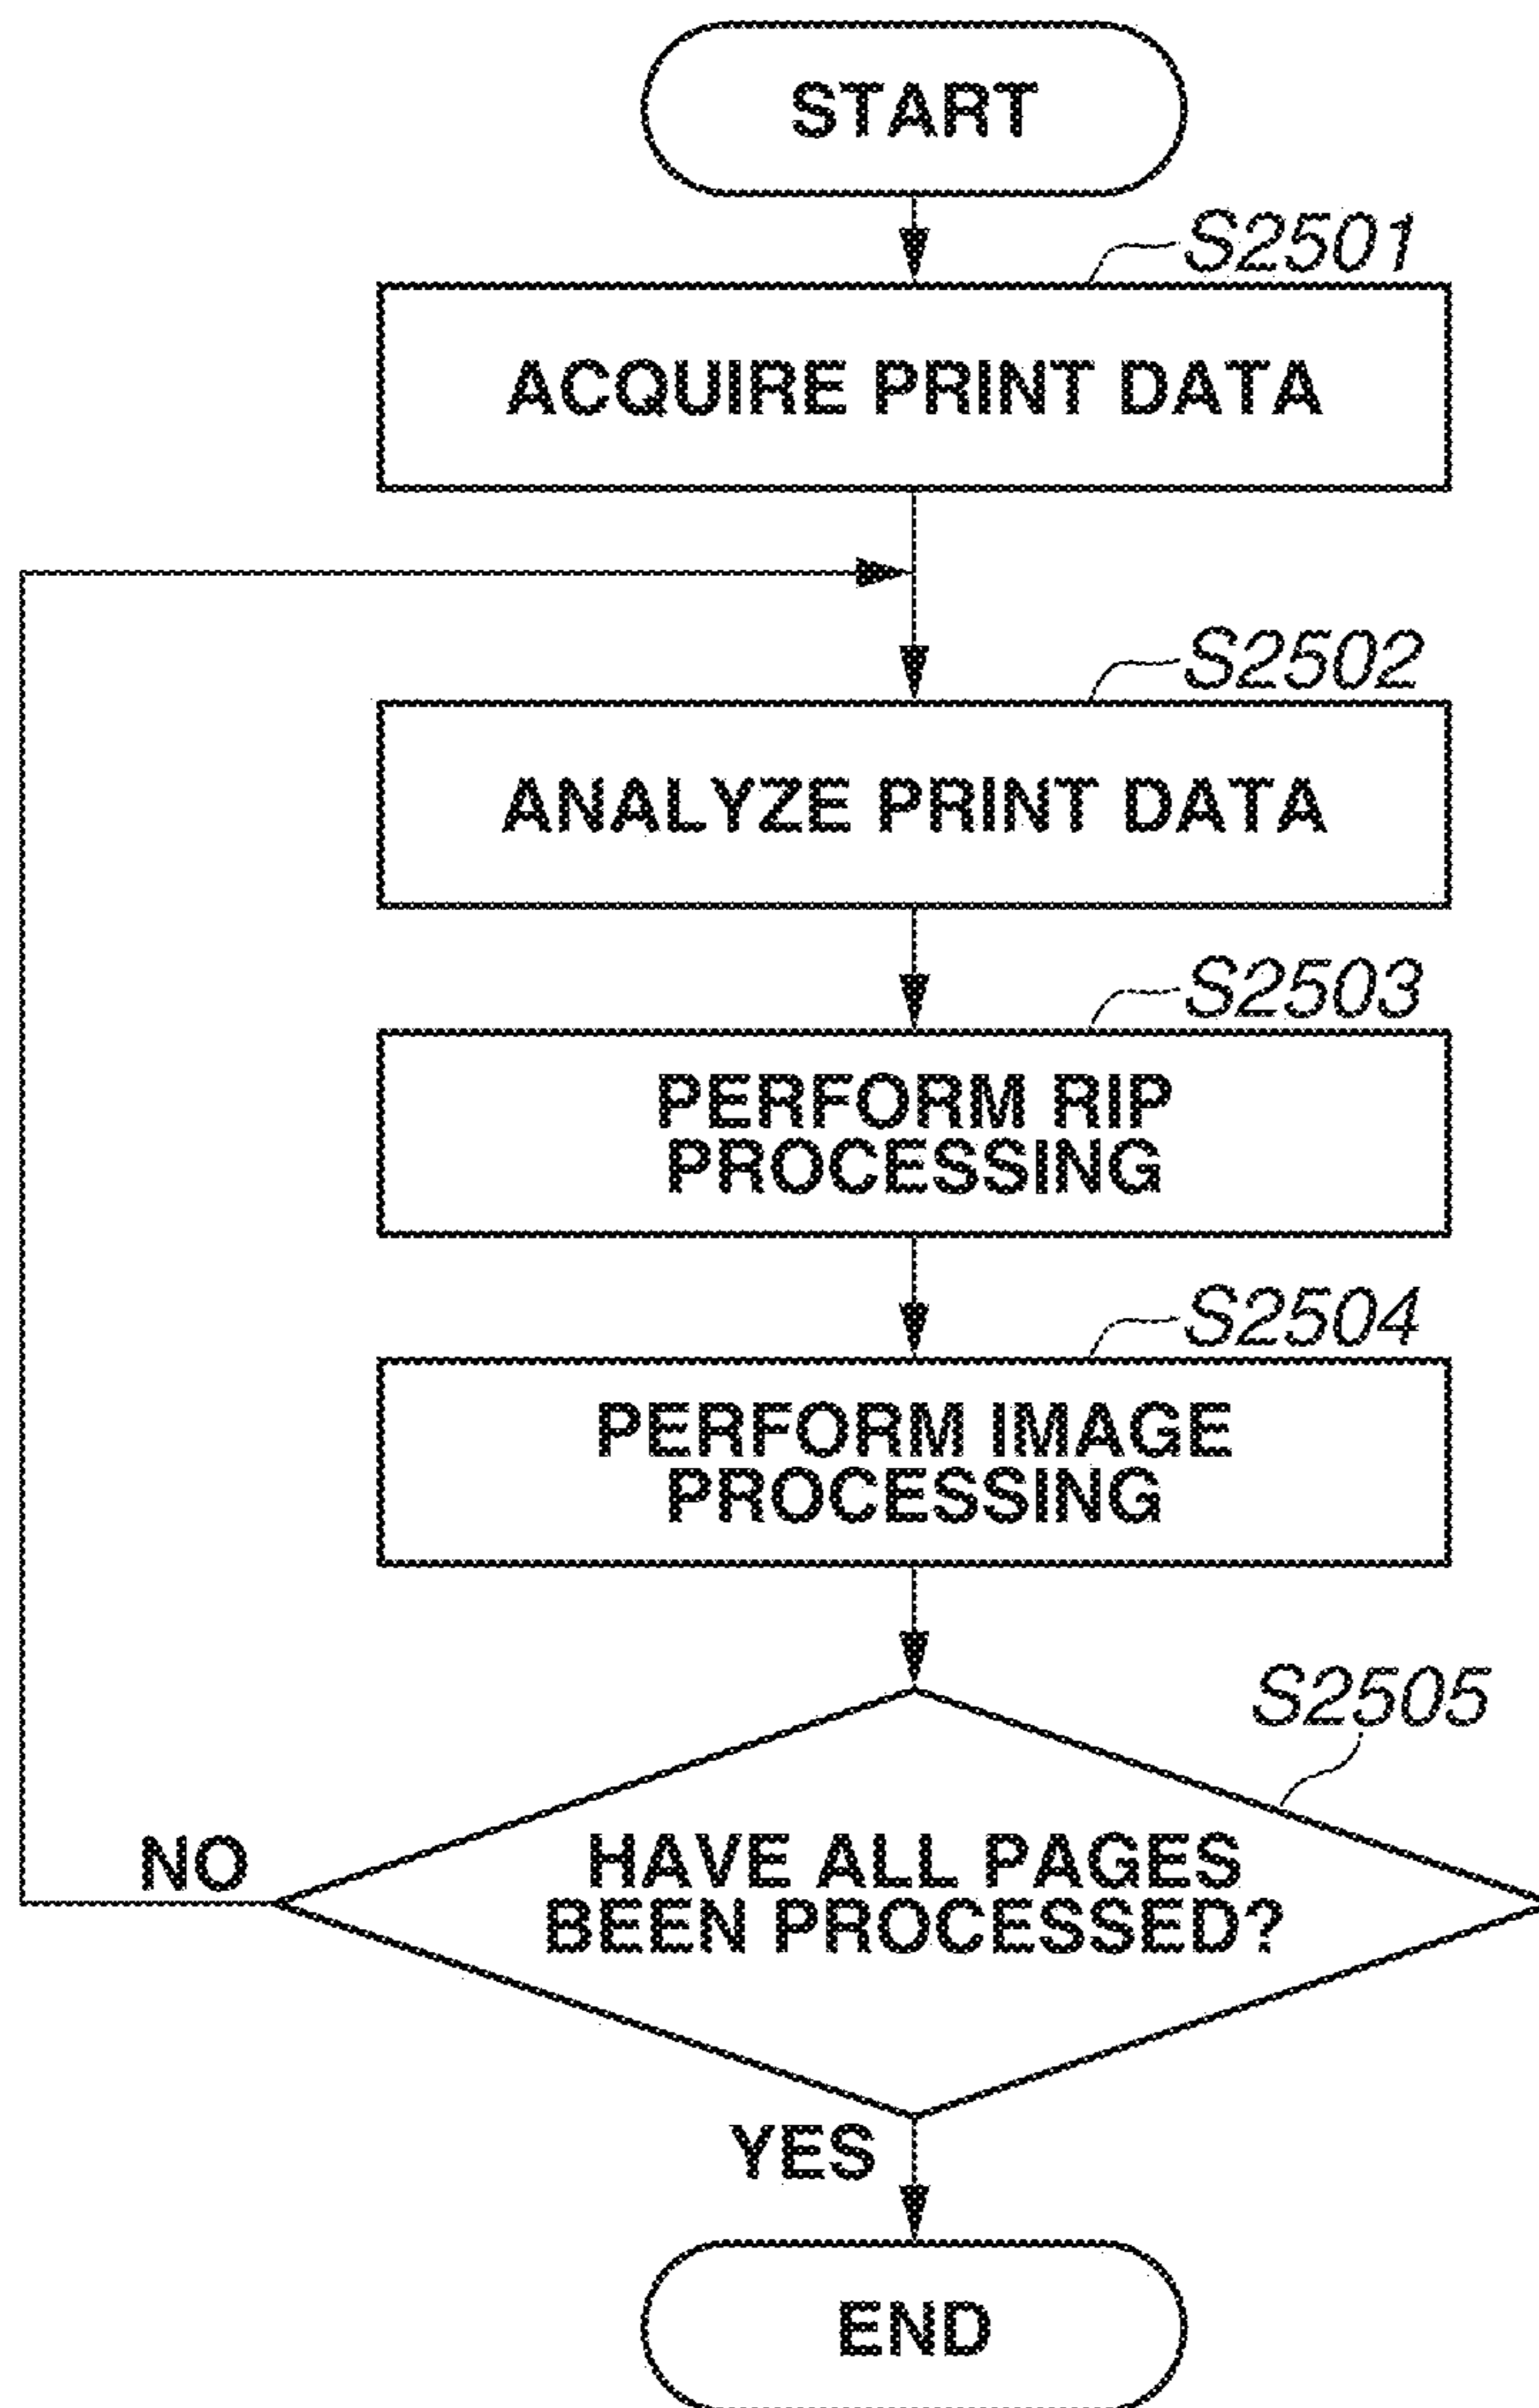 START
S2501
ACQUIRE PRINT DATA
S2502
ANALYZE PRINT DATA
S2503
PERFORM RIP
PROCESSING
S2504
PERFORM IMAGE
PROCESSING
S2505
HAVE ALL PAGES
BEEN PROCESSED?
NO
YES
END